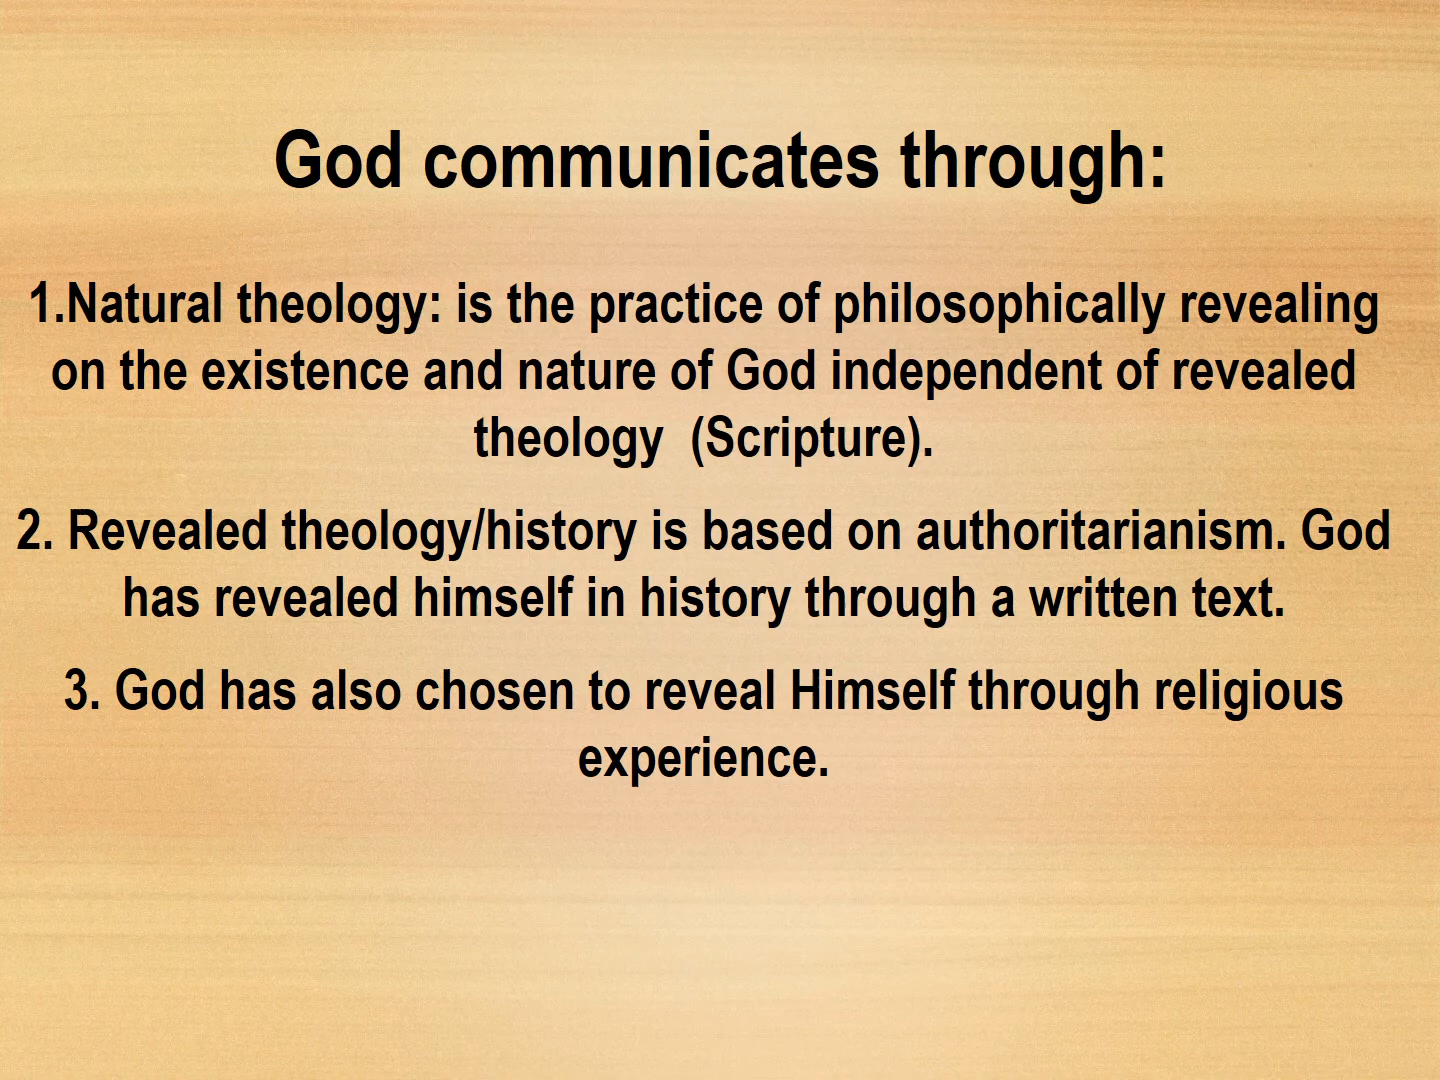 God communicates through:
1.Natural theology: is the practice of philosophically revealing
on the existence and nature of God independent of revealed
theology  (Scripture).
2. Revealed theology/history is based on authoritarianism. God
has revealed himself in history through a written text.
3. God has also chosen to reveal Himself through religious
experience.